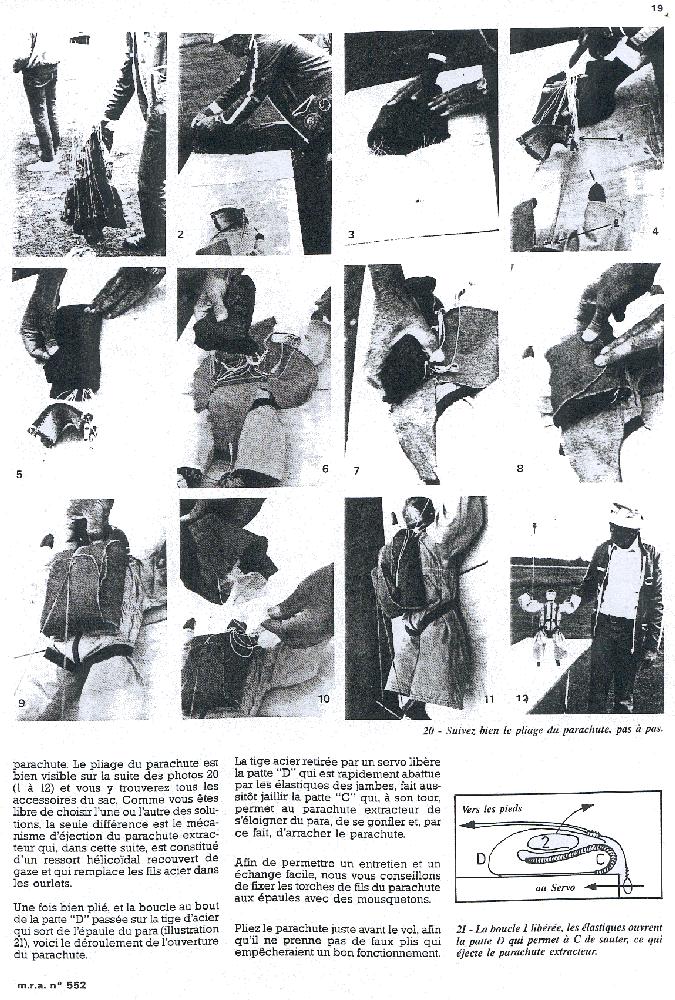 19
2
3
1
2
4
5
6
7
8
9
10
11
12
20 - Suivez bien le pliage du parachute, pas à pas.
parachute. Le pliage du parachute est
bien visible sur la suite des photos 20
(1 à 12) et vous y trouverez tous les
accessoires du sac. Comme vous êtes
libre de choisir l'une ou l'autre des solu-
tions, la seule différence est le méca-
nisme d'éjection du parachute extrac-
teur qui, dans cette suite, est constitué
d'un ressort hélicoïdal recouvert de
gaze et qui remplace les fils acier dans
les ourlets.
Une fois bien plié, et la boucle au bout
de la patte "D" passée sur la tige d'acier
qui sort de l'épaule du para (illustration
21), voici le déroulement de l'ouverture
du parachute.
La tige acier retirée par un servo libère
la patte "D" qui est rapidement abattue
par les élastiques des jambes, fait aus-
sitôt jaillir la patte "C" qui, à son tour,
permet au parachute extracteur de
s'éloigner du para, de se gonfler et, par
ce fait, d'arracher le parachute.
Afin de permettre un entretien et un
échange facile, nous vous conseillons
de fixer les torches de fils du parachute
aux épaules avec des mousquetons.
Pliez le parachute juste avant le vol, afin
qu'il ne prenne pas de faux plis qui
empêcheraient un bon fonctionnement.
Vers les pieds
2
D
C
au Servo
21 - La boucle 1 libérée, les élastiques ouvrent
la patte D qui permet à C de sauter, ce qui
éjecte le parachute extracteur.
m.r.a. n° 552